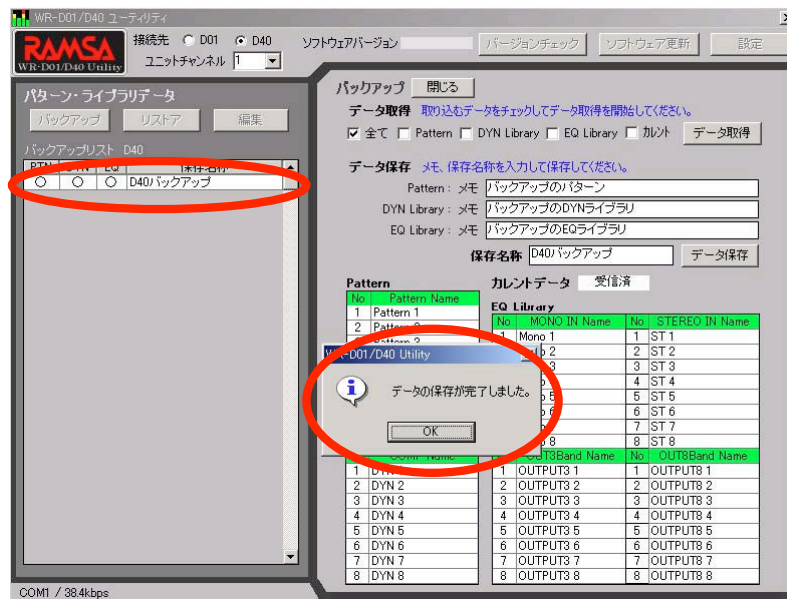 WR-D01/D40 ユーティリティ
RAMSA
WR-D01/D40 Utility
接続先 D01 D40
ユニットチャンネル 1
ソフトウェアバージョン
バージョンチェック ソフトウェア更新 設定
パターン・ライブラリデータ
バックアップ リストア 編集
バックアップリスト D40
PTN DYN EQ 保存名称
○ ○ ○ D40バックアップ
バックアップ 閉じる
データ取得 取り込むデータをチェックしてデータ取得を開始してください。
全て Pattern DYN Library EQ Library カレント データ取得
データ保存 メモ、保存名称を入力して保存してください。
Pattern : メモ バックアップのパターン
DYN Library : メモ バックアップのDYNライブラリ
EQ Library : メモ バックアップのEQライブラリ
保存名称 D40バックアップ データ保存
Pattern
No Pattern Name
1 Pattern 1
2 Pattern 2
Pattern 3
カレントデータ 受信済
EQ Library
No MONO IN Name No STEREO IN Name
1 Mono 1 1 ST 1
2 2 ST 2
3 3 ST 3
4 ST 4
5 5 ST 5
6 6 ST 6
7 7 ST 7
8 8 ST 8
WR-D01/D40 Utility
データの保存が完了しました。
OK
COMP Name
1 DYN 1
2 DYN 2
3 DYN 3
4 DYN 4
5 DYN 5
6 DYN 6
7 DYN 7
8 DYN 8
OUT3Band Name No OUT8Band Name
1 OUTPUT3 1 1 OUTPUT8 1
2 OUTPUT3 2 2 OUTPUT8 2
3 OUTPUT3 3 3 OUTPUT8 3
4 OUTPUT3 4 4 OUTPUT8 4
5 OUTPUT3 5 5 OUTPUT8 5
6 OUTPUT3 6 6 OUTPUT8 6
7 OUTPUT3 7 7 OUTPUT8 7
8 OUTPUT3 8 8 OUTPUT8 8
COM1 / 38.4kbps